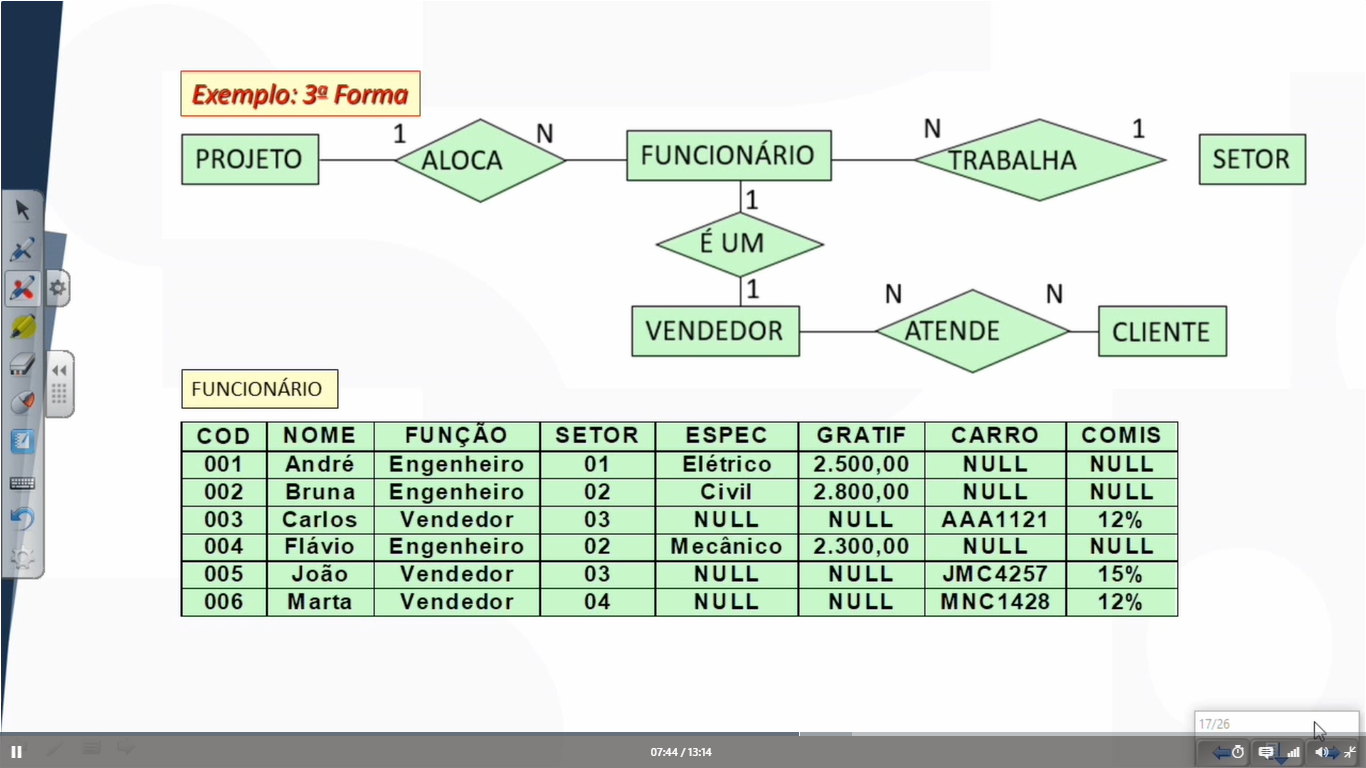 Exemplo: 3ª Forma
1 N N 1
PROJETO ALOCA FUNCIONÁRIO TRABALHA SETOR
1
É UM
1 N N
VENDEDOR ATENDE CLIENTE
FUNCIONÁRIO
COD NOME FUNÇÃO SETOR ESPEC GRATIF CARRO COMIS
001 André Engenheiro 01 Elétrico 2.500,00 NULL NULL
002 Bruna Engenheiro 02 Civil 2.800,00 NULL NULL
003 Carlos Vendedor 03 NULL NULL AAA1121 12%
004 Flávio Engenheiro 02 Mecânico 2.300,00 NULL NULL
005 João Vendedor 03 NULL NULL JMC4257 15%
006 Marta Vendedor 04 NULL NULL MNC1428 12%
17/26
07:44 / 13:14